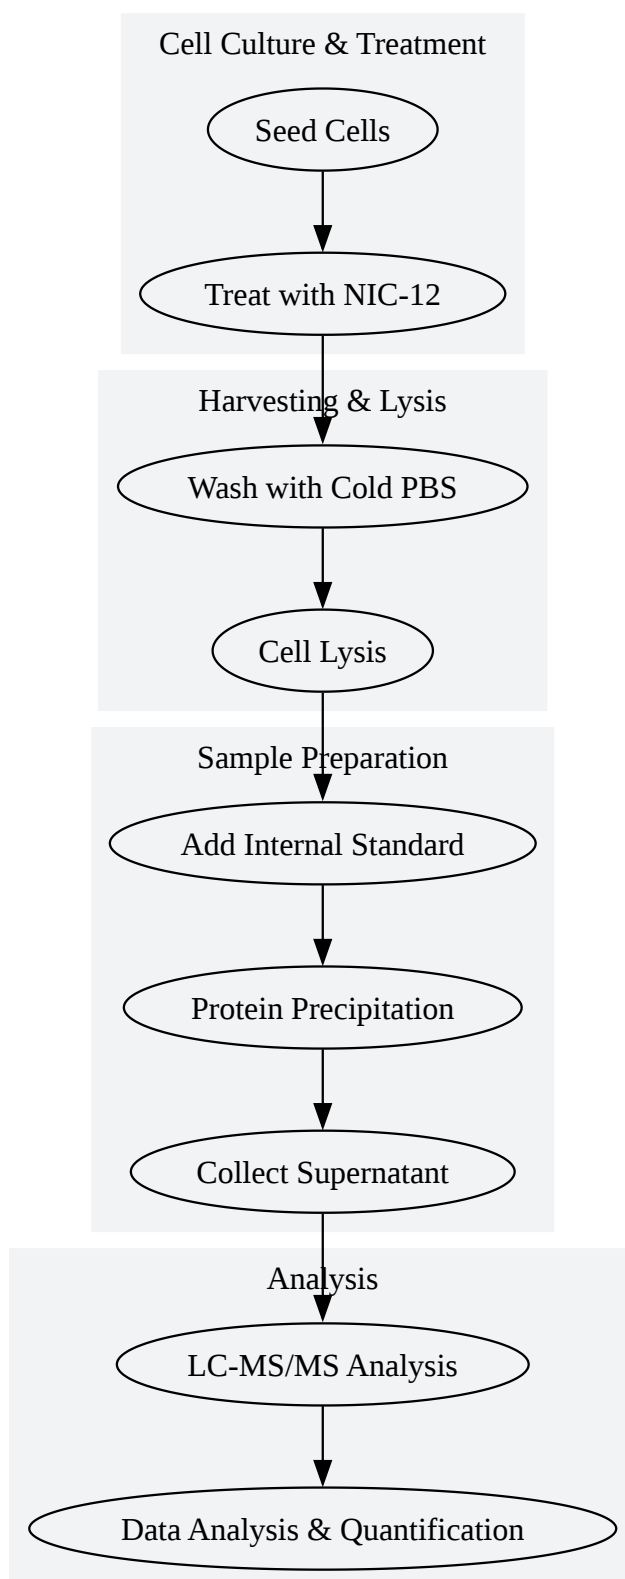 Cell Culture & Treatment
Seed Cells
Treat with NIC-12
Harvesting & Lysis
Wash with Cold PBS
Cell Lysis
Sample Preparation
Add Internal Standard
Protein Precipitation
Collect Supernatant
Analysis
LC-MS/MS Analysis
Data Analysis & Quantification